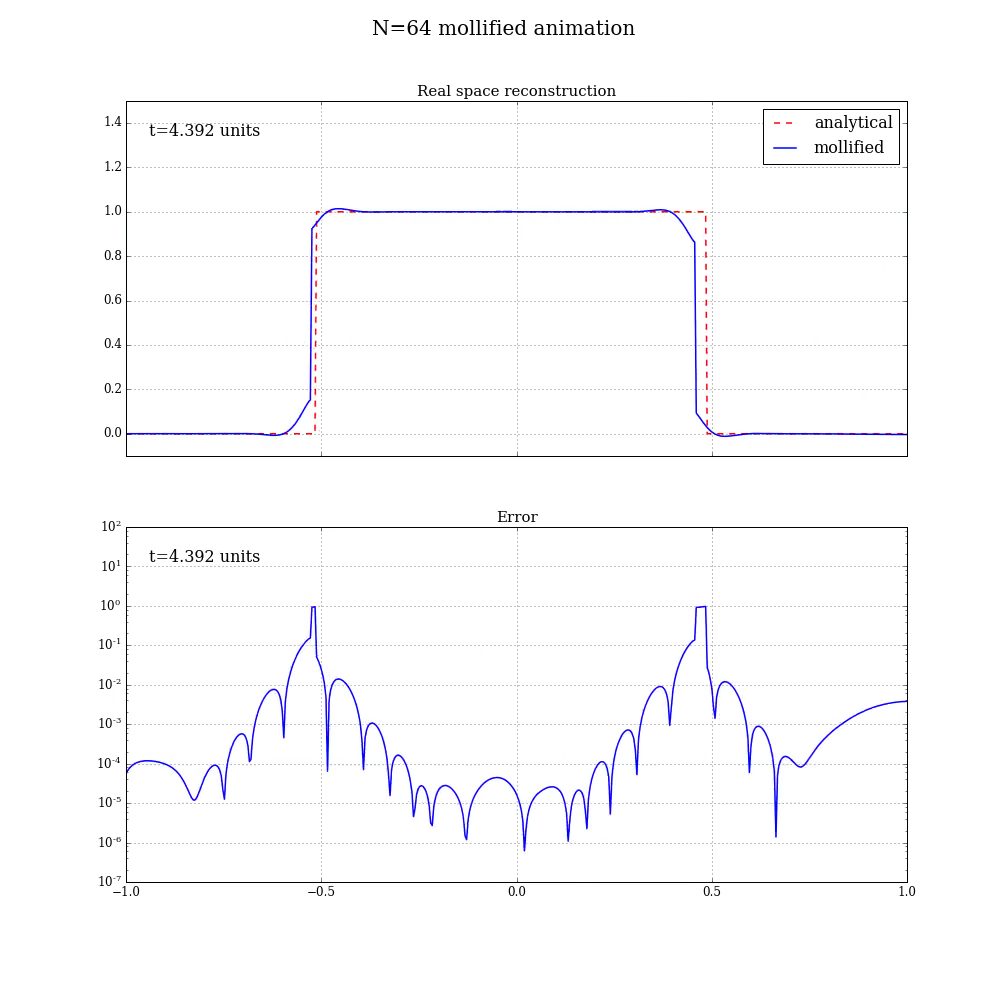 N=64 mollified animation
Real space reconstruction
t=4.392 units
analytical
mollified
1.4
1.2
1.0
0.8
0.6
0.4
0.2
0.0
Error
t=4.392 units
10²
10¹
10⁰
10⁻¹
10⁻²
10⁻³
10⁻⁴
10⁻⁵
10⁻⁶
10⁻⁷
−1.0 −0.5 0.0 0.5 1.0